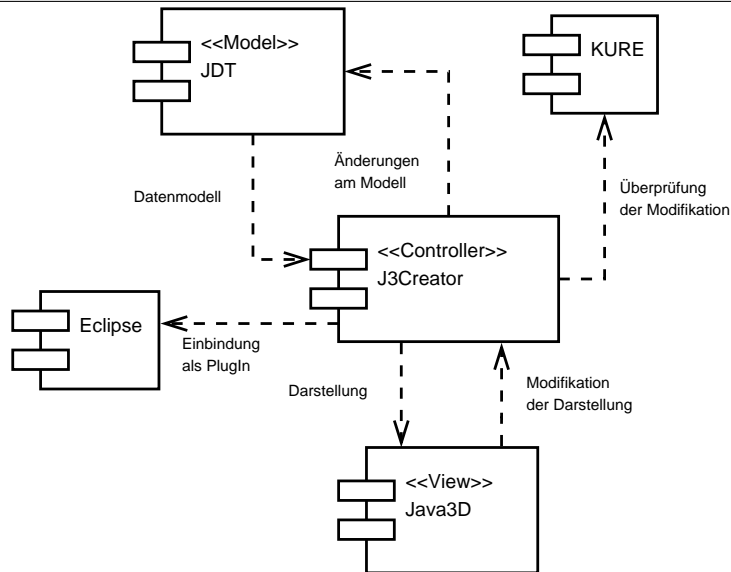 <<Model>>
JDT
KURE
Änderungen
am Modell
Datenmodell
Überprüfung
der Modifikation
<<Controller>>
J3Creator
Eclipse
Einbindung
als PlugIn
Darstellung
Modifikation
der Darstellung
<<View>>
Java3D